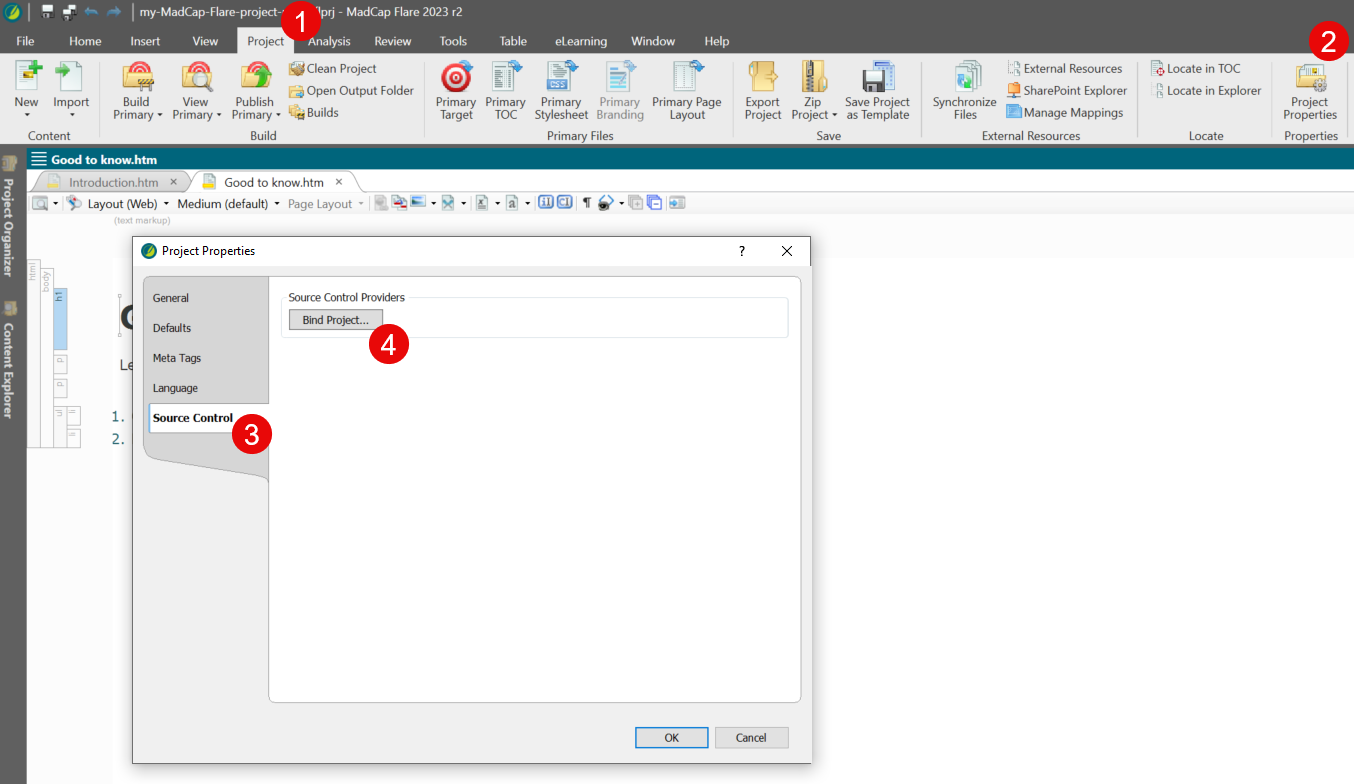 my-MadCap-Flare-project- lprj - MadCap Flare 2023 r2
1
2
File Home Insert View Project Analysis Review Tools Table eLearning Window Help
New
Import
Build Primary
View Primary
Publish Primary
Clean Project
Open Output Folder
Builds
Primary Target
Primary TOC
Primary Stylesheet
Primary Branding
Primary Page Layout
Export Project
Zip Project
Save Project as Template
Synchronize Files
External Resources
SharePoint Explorer
Manage Mappings
Locate in TOC
Locate in Explorer
Project Properties
Content Build Primary Files Save External Resources Locate Properties
Project Organizer
Content Explorer
Good to know.htm
Introduction.htm Good to know.htm
Layout (Web) Medium (default) Page Layout
(text markup)
html
body
h1
p
p
ul
li
li
Le
1.
2.
Project Properties ?
General
Defaults
Meta Tags
Language
Source Control
3
Source Control Providers
Bind Project...
4
OK Cancel